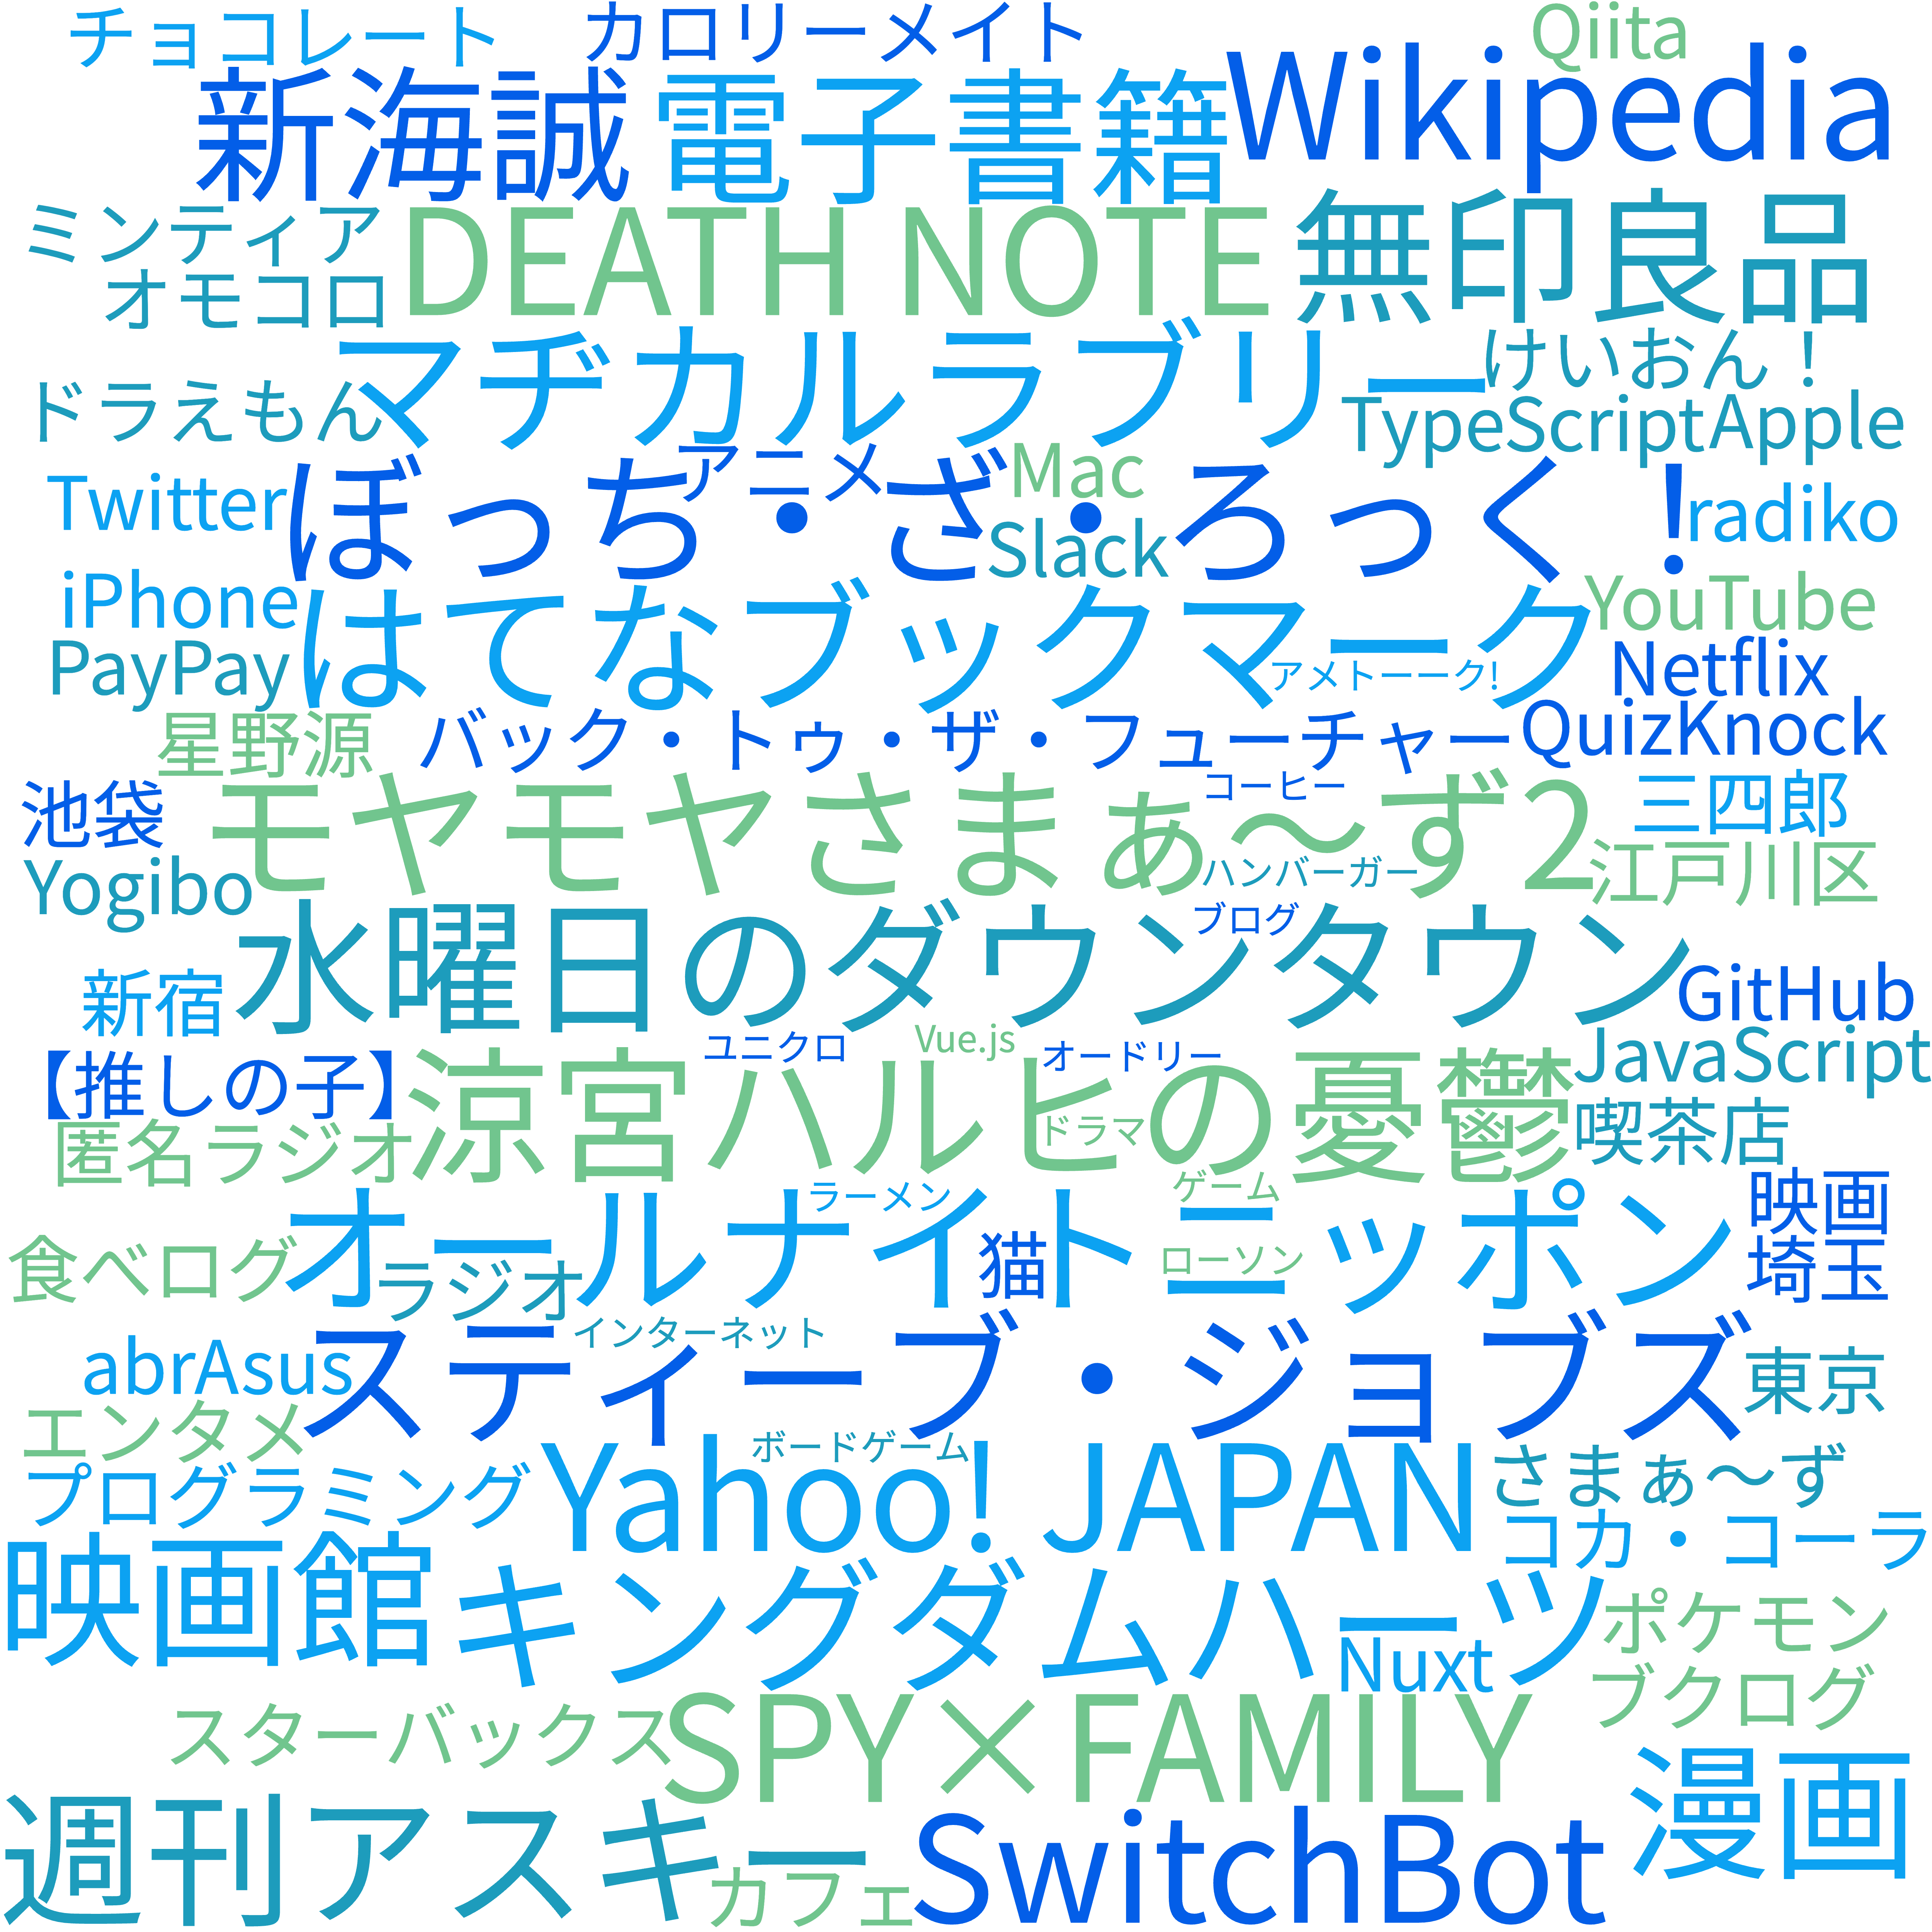 チョコレート
カロリーメイト
Qiita
新海誠
電子書籍
Wikipedia
ミンティア
DEATH NOTE
無印良品
オモコロ
マヂカルラブリー
けいおん！
ドラえもん
TypeScript
Apple
アニメ
Mac
Twitter
ぼっち・ざ・ろっく！
radiko
Slack
iPhone
はてなブックマーク
YouTube
PayPay
アメトーーク!
Netflix
星野源
バック・トゥ・ザ・フューチャー
QuizKnock
池袋
モヤモヤさまぁ〜ず2
コーヒー
三四郎
Yogibo
ハンバーガー
江戸川区
水曜日のダウンタウン
ブログ
新宿
GitHub
ユニクロ
Vue.js
オードリー
JavaScript
【推しの子】
涼宮ハルヒの憂鬱
ドラマ
匿名ラジオ
喫茶店
ラーメン
ゲーム
映画
オールナイトニッポン
食べログ
ラジオ
猫
ローソン
埼玉
インターネット
abrAsus
スティーブ・ジョブズ
東京
エンタメ
ボードゲーム
プログラミング
Yahoo! JAPAN
さまぁ〜ず
コカ・コーラ
映画館
キングダムハーツ
Nuxt
ポケモン
ブクログ
スターバックス
SPY×FAMILY
漫画
週刊アスキー
カフェ
SwitchBot